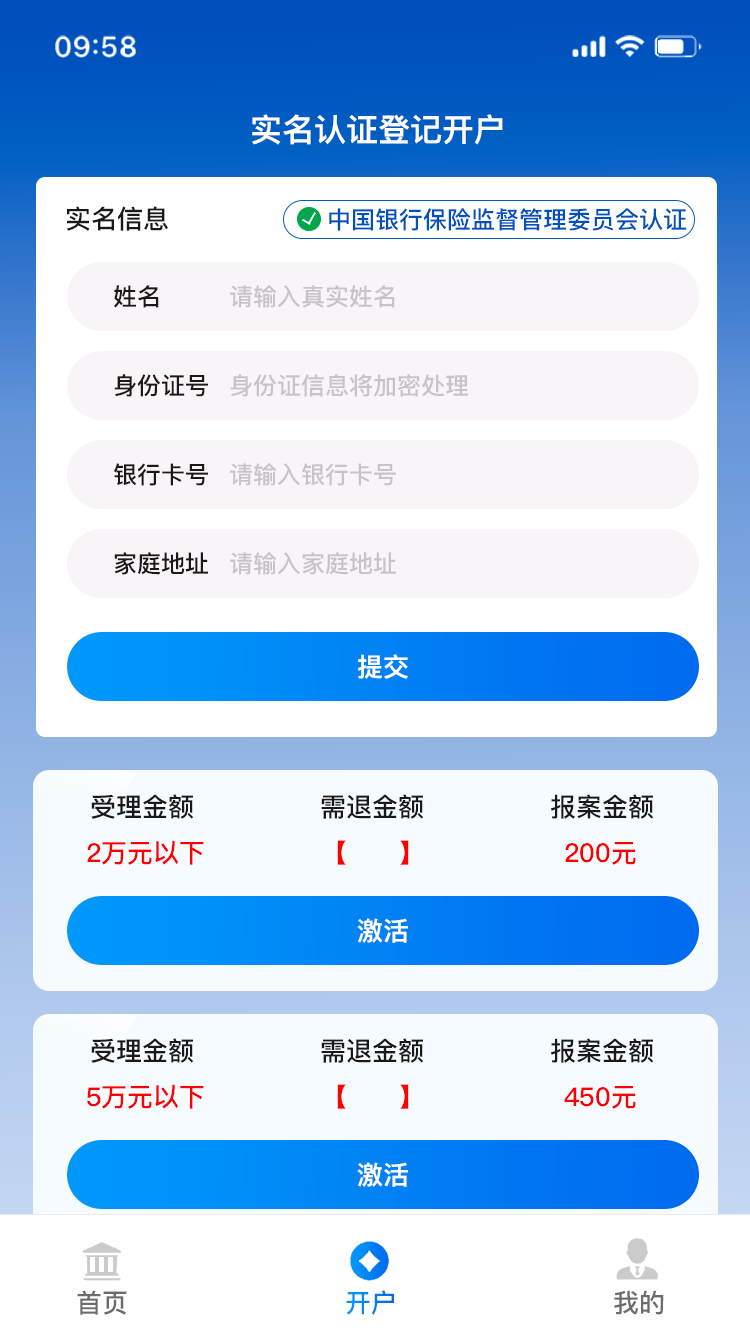 09:58
实名认证登记开户
实名信息
中国银行保险监督管理委员会认证
姓名 请输入真实姓名
身份证号 身份证信息将加密处理
银行卡号 请输入银行卡号
家庭地址 请输入家庭地址
提交
受理金额 需退金额 报案金额
2万元以下 【 】 200元
激活
受理金额 需退金额 报案金额
5万元以下 【 】 450元
激活
首页 开户 我的